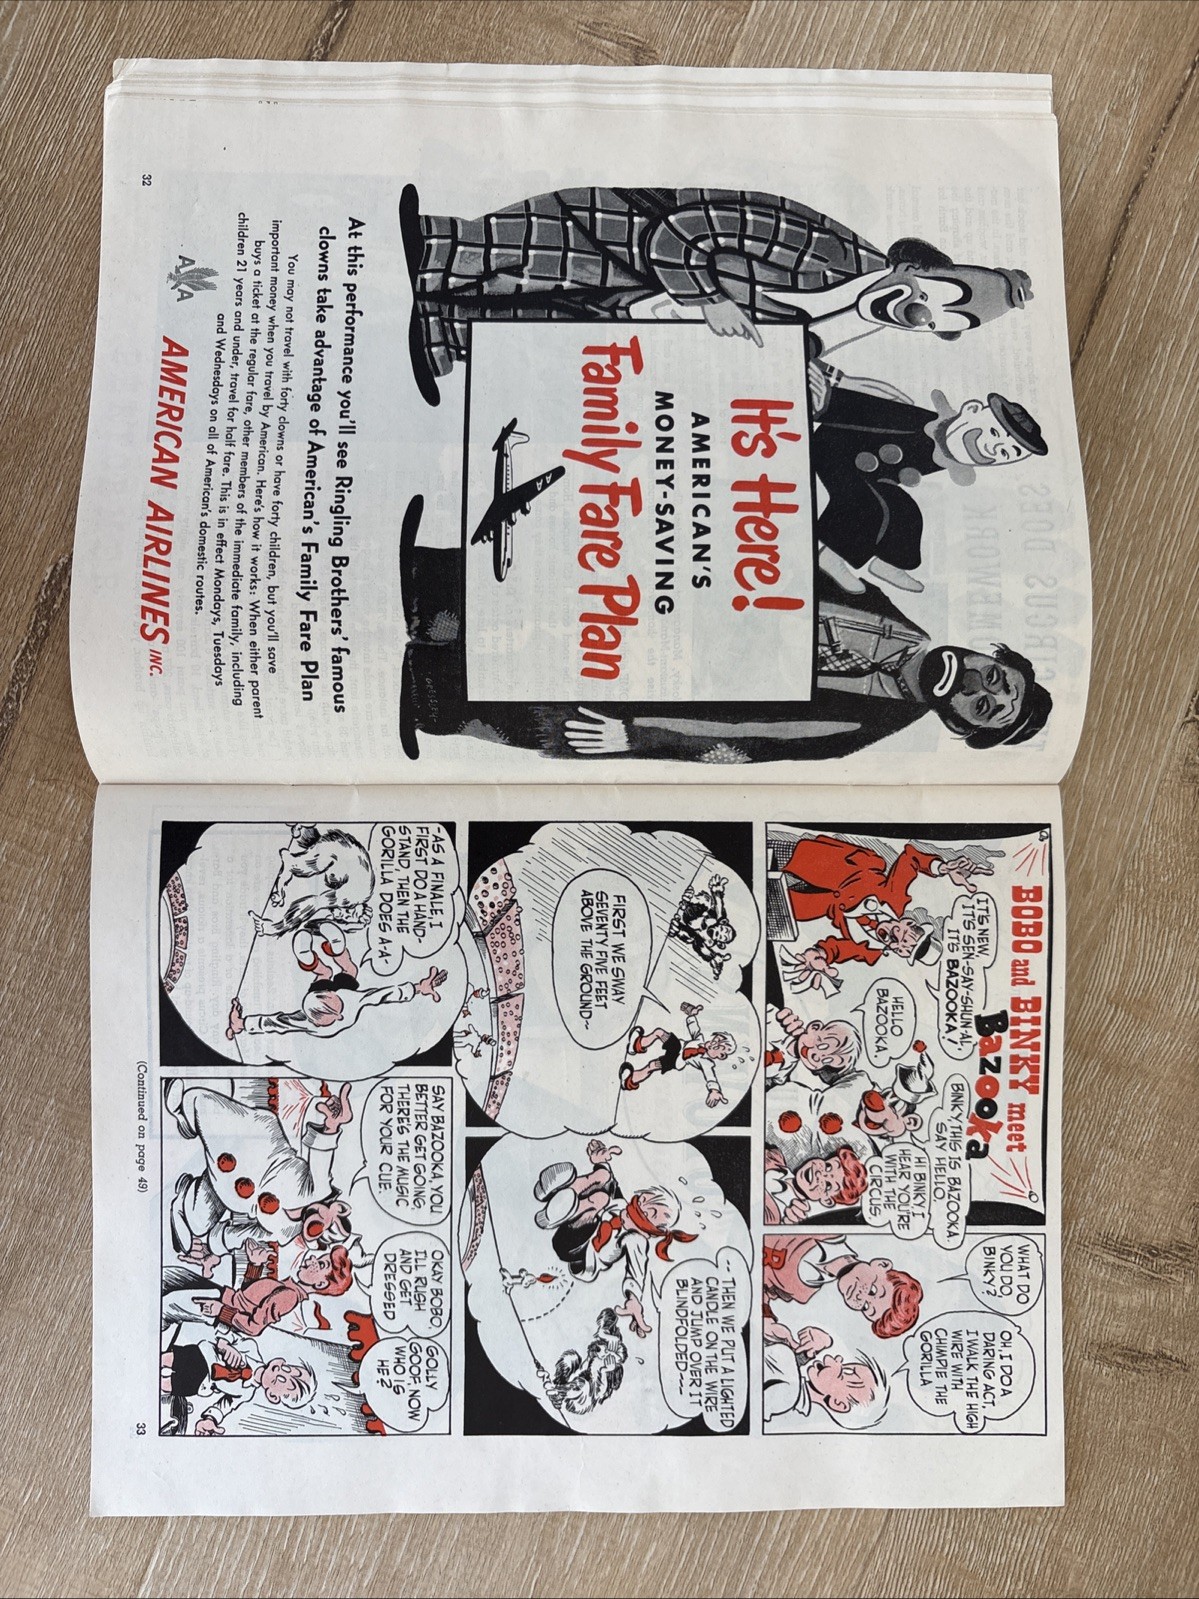 It's Here!
AMERICAN'S
MONEY-SAVING
Family Fare Plan
AA
At this performance you'll see Ringling Brothers' famous
clowns take advantage of American's Family Fare Plan
You may not travel with forty clowns or have forty children, but you'll save
important money when you travel by American. Here's how it works: When either parent
buys a ticket at the regular fare, other members of the immediate family, including
children 21 years and under, travel for half fare. This is in effect Mondays, Tuesdays
and Wednesdays on all of American's domestic routes.
A A
AMERICAN AIRLINES INC.
32
BOBO and BINKY meet
Bazooka
IT'S NEW,
IT'S SEN-SAY-SHUN-AL,
IT'S BAZOOKA!
HELLO
BAZOOKA.
BINKY, THIS IS BAZOOKA.
SAY HELLO.
HI BINKY, I
HEAR YOU'RE
WITH THE
CIRCUS.
B
WHAT DO
YOU DO,
BINKY?
OH, I DO A
DARING ACT,
I WALK THE HIGH
WIRE WITH
CHIMPIE THE
GORILLA
FIRST WE SWAY
SEVENTY FIVE FEET
ABOVE THE GROUND~
-- THEN WE PUT A LIGHTED
CANDLE ON THE WIRE
AND JUMP OVER IT
BLINDFOLDED---
-AS A FINALE, I
FIRST DO A HAND-
STAND, THEN THE
GORILLA DOES A-A-
SAY BAZOOKA, YOU
BETTER GET GOING,
THERE'S THE MUSIC
FOR YOUR CUE.
OKAY BOBO,
I'LL RUSH
AND GET
DRESSED
GOLLY
GOOF, NOW
WHO IS
HE?
(Continued on page 49)
33